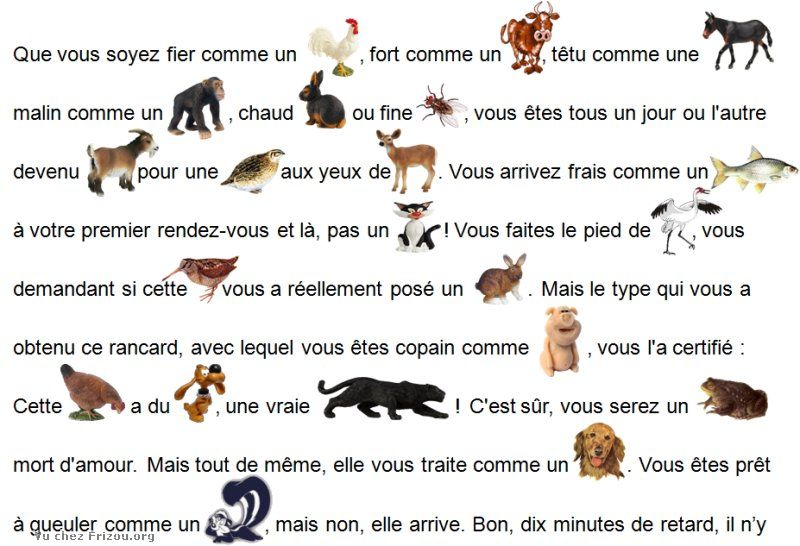 Que vous soyez fier comme un , fort comme un , têtu comme une
malin comme un , chaud ou fine , vous êtes tous un jour ou l'autre
devenu pour une aux yeux de . Vous arrivez frais comme un
à votre premier rendez-vous et là, pas un ! Vous faites le pied de , vous
demandant si cette vous a réellement posé un . Mais le type qui vous a
obtenu ce rancard, avec lequel vous êtes copain comme , vous l'a certifié :
Cette a du , une vraie ! C'est sûr, vous serez un
mort d'amour. Mais tout de même, elle vous traite comme un . Vous êtes prêt
à gueuler comme un , mais non, elle arrive. Bon, dix minutes de retard, il n'y
Vu chez Frizou.org